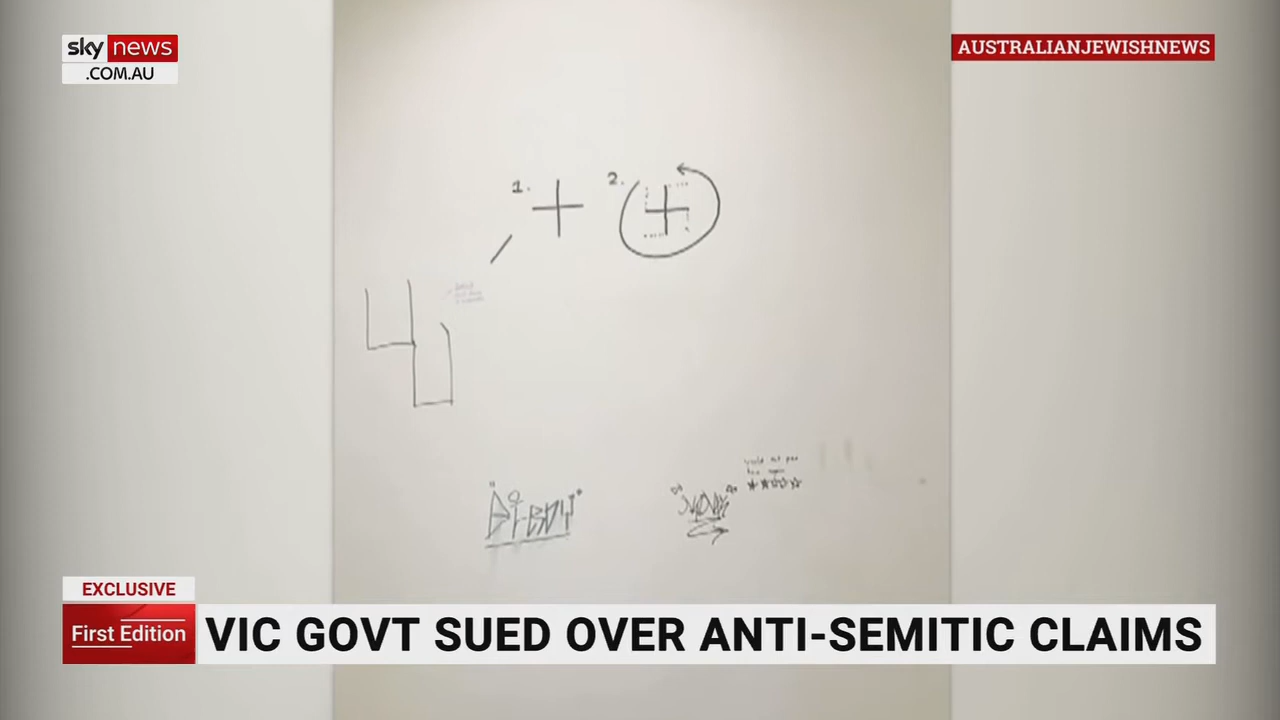 sky news
.COM.AU
AUSTRALIANJEWISHNEWS
1.
2.
EXCLUSIVE
First Edition
VIC GOVT SUED OVER ANTI-SEMITIC CLAIMS